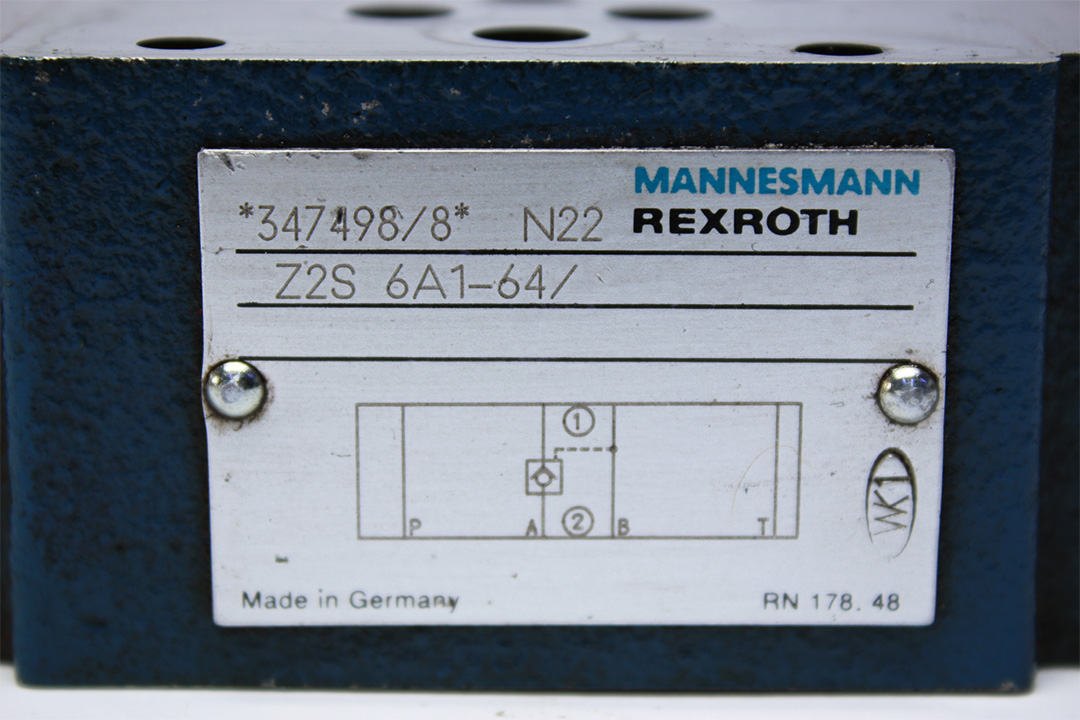 MANNESMANN
*347498/8* N22 REXROTH
Z2S 6A1-64/
1
2
P A B T
WK1
Made in Germany RN 178. 48